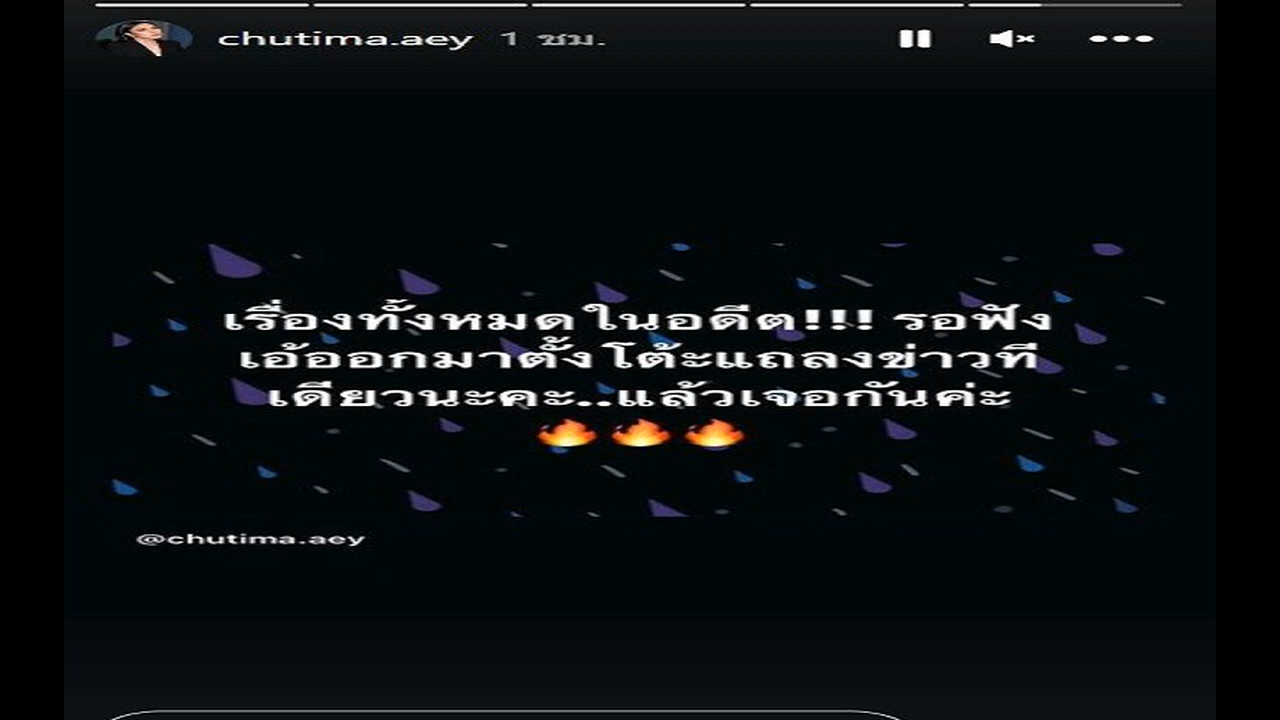 chutima.aey 1 ชม.
เรื่องทั้งหมดในอดีต!!! รอฟัง
เอ้ออกมาตั้งโต้ะแถลงข่าวที
เดียวนะคะ..แล้วเจอกันค่ะ
🔥🔥🔥
@chutima.aey